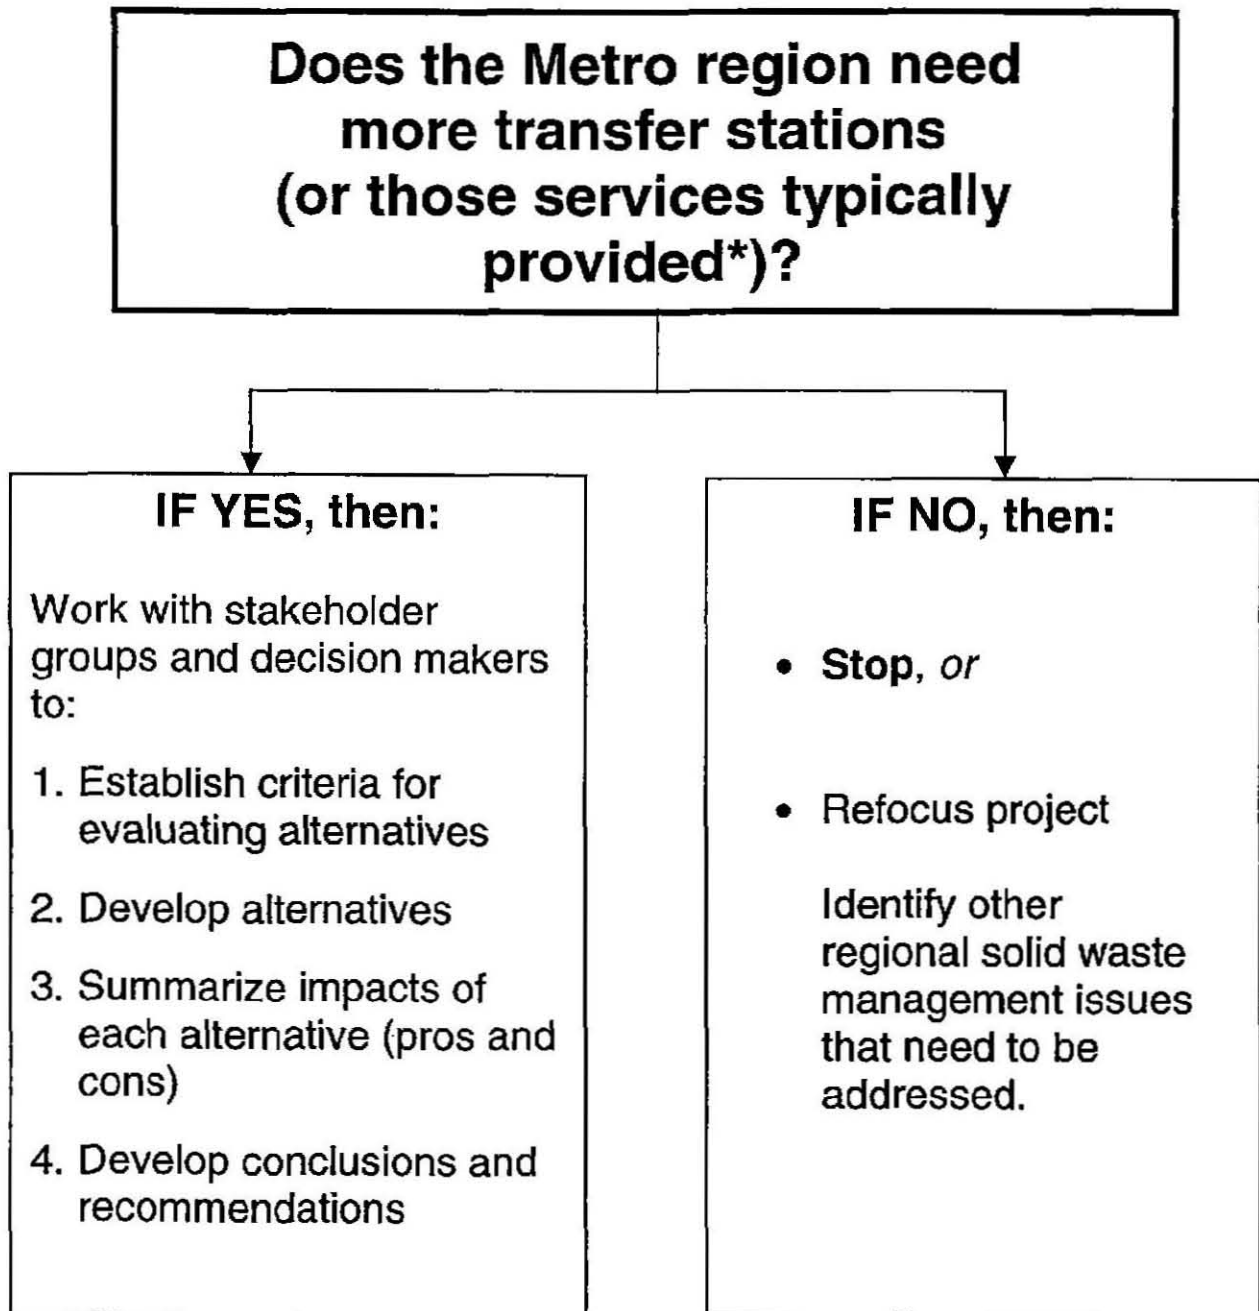 Does the Metro region need
more transfer stations
(or those services typically
provided*)?
IF YES, then:
Work with stakeholder
groups and decision makers
to:
1. Establish criteria for
evaluating alternatives
2. Develop alternatives
3. Summarize impacts of
each alternative (pros and
cons)
4. Develop conclusions and
recommendations
IF NO, then:
• Stop, or
• Refocus project
Identify other
regional solid waste
management issues
that need to be
addressed.